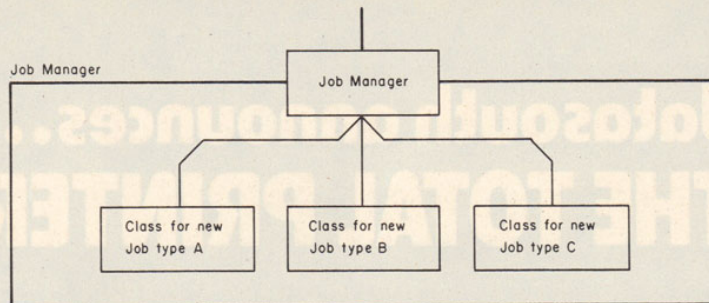 Job Manager
Job Manager
Class for new
Job type A
Class for new
Job type B
Class for new
Job type C